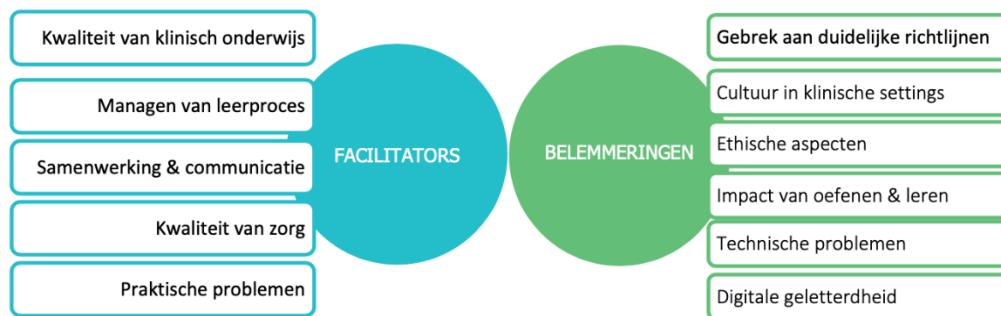 Kwaliteit van klinisch onderwijs
Managen van leerproces
Samenwerking & communicatie
Kwaliteit van zorg
Praktische problemen
FACILITATORS
BELEMMERINGEN
Gebrek aan duidelijke richtlijnen
Cultuur in klinische settings
Ethische aspecten
Impact van oefenen & leren
Technische problemen
Digitale geletterdheid